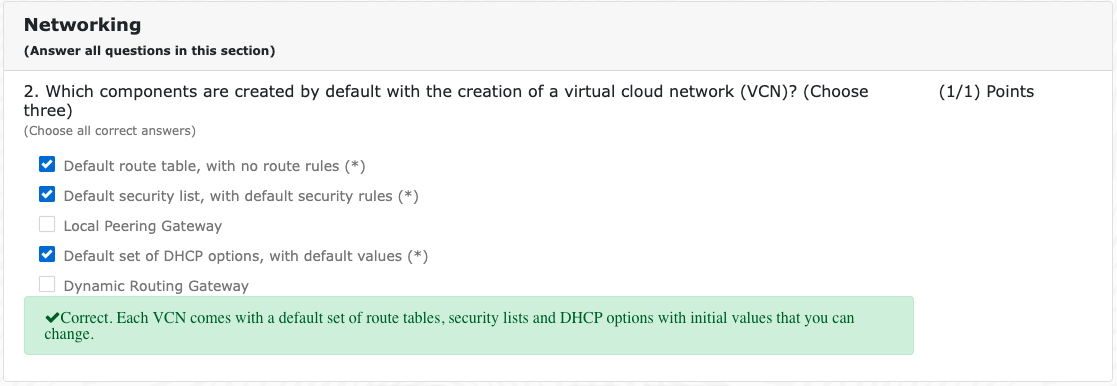 Networking
(Answer all questions in this section)
2. Which components are created by default with the creation of a virtual cloud network (VCN)? (Choose
three)
(1/1) Points
(Choose all correct answers)
Default route table, with no route rules (*)
Default security list, with default security rules (*)
Local Peering Gateway
Default set of DHCP options, with default values (*)
Dynamic Routing Gateway
Correct. Each VCN comes with a default set of route tables, security lists and DHCP options with initial values that you can
change.